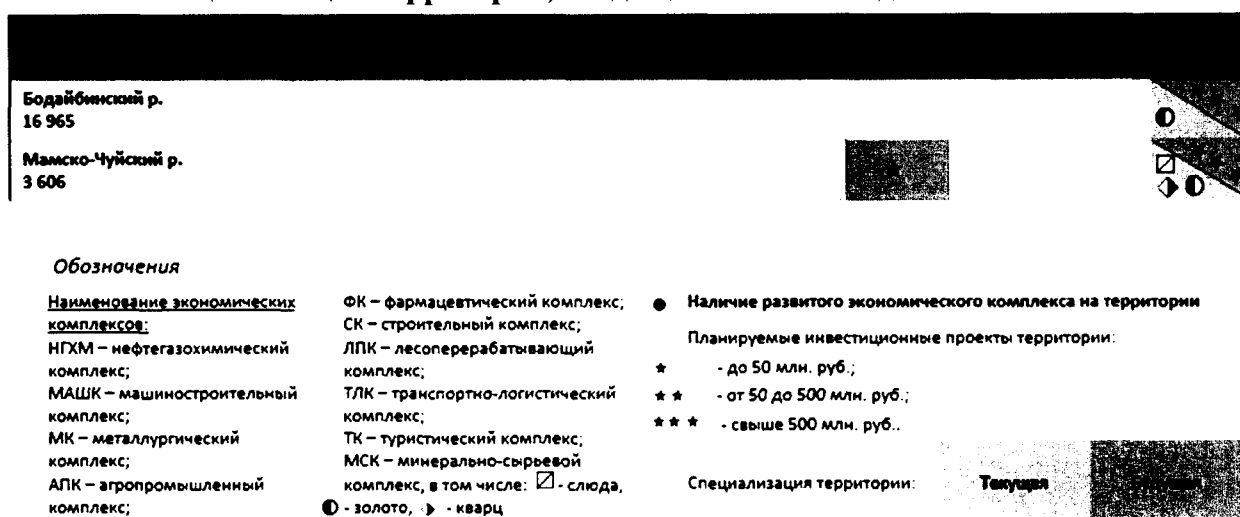 Бодайбинский р.
16 965
Мамско-Чуйский р.
3 606
Обозначения
Наименование экономических
комплексов:
НГХМ – нефтегазохимический
комплекс;
МАШК – машиностроительный
комплекс;
МК – металлургический
комплекс;
АПК – агропромышленный
комплекс;
ФК – фармацевтический комплекс;
СК – строительный комплекс;
ЛПК – лесоперерабатывающий
комплекс;
ТЛК – транспортно-логистический
комплекс;
ТК – туристический комплекс;
МСК – минерально-сырьевой
комплекс, в том числе: - слюда,
- золото, - кварц
Наличие развитого экономического комплекса на территории
Планируемые инвестиционные проекты территории:
- до 50 млн. руб.;
- от 50 до 500 млн. руб.;
- свыше 500 млн. руб..
Специализация территории: Текущая